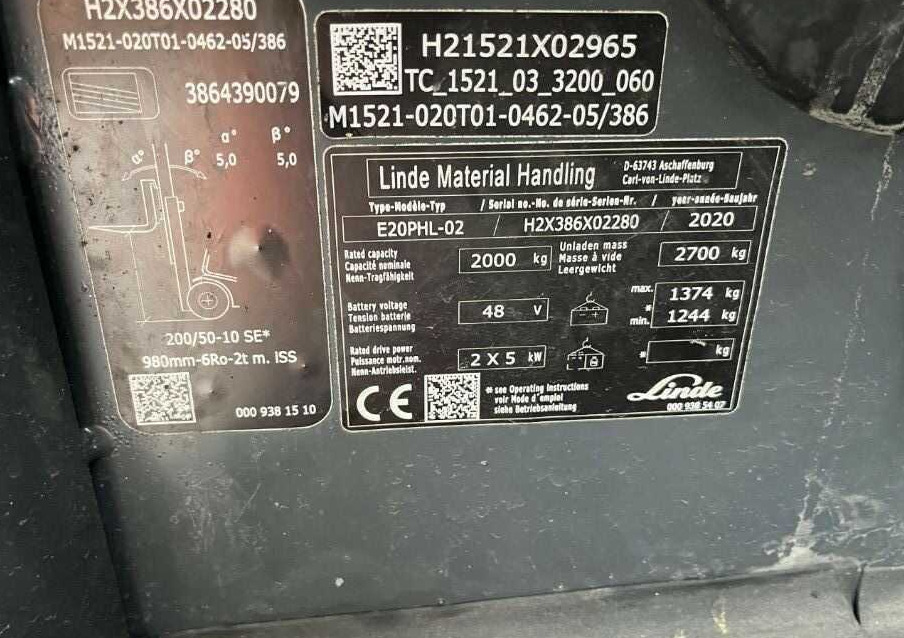 H2X386X02280
M1521-020T01-0462-05/386
3864390079
α° β°
5,0 5,0
α° β°
200/50-10 SE*
980mm-6Ro-2t m. ISS
000 938 15 10
H21521X02965
TC_1521_03_3200_060
M1521-020T01-0462-05/386
Linde Material Handling
D-63743 Aschaffenburg
Carl-von-Linde-Platz
Type-Modèle-Typ / Serial no.-No. de série-Serien-Nr. / year-année-Baujahr
E20PHL-02 / H2X386X02280 / 2020
Rated capacity
Capacité nominale
Nenn-Tragfähigkeit
2000 kg
Unladen mass
Masse à vide
Leergewicht
2700 kg
Battery voltage
Tension batterie
Batteriespannung
48 V
max. 1374 kg
*
min. 1244 kg
Rated drive power
Puissance motr.nom.
Nenn-Antriebsleist.
2 X 5 kW
* kg
CE
* see Operating Instructions
voir Mode d'emploi
siehe Betriebsanleitung
Linde
000 938 54 07